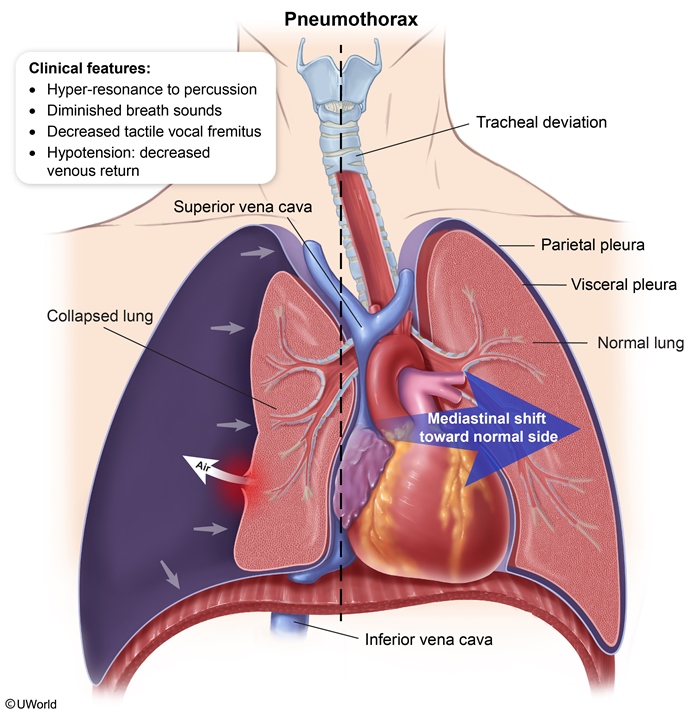 Pneumothorax
Clinical features:
• Hyper-resonance to percussion
• Diminished breath sounds
• Decreased tactile vocal fremitus
• Hypotension: decreased
venous return
Tracheal deviation
Superior vena cava
Parietal pleura
Visceral pleura
Collapsed lung
Normal lung
Mediastinal shift
toward normal side
Air
Inferior vena cava
©UWorld